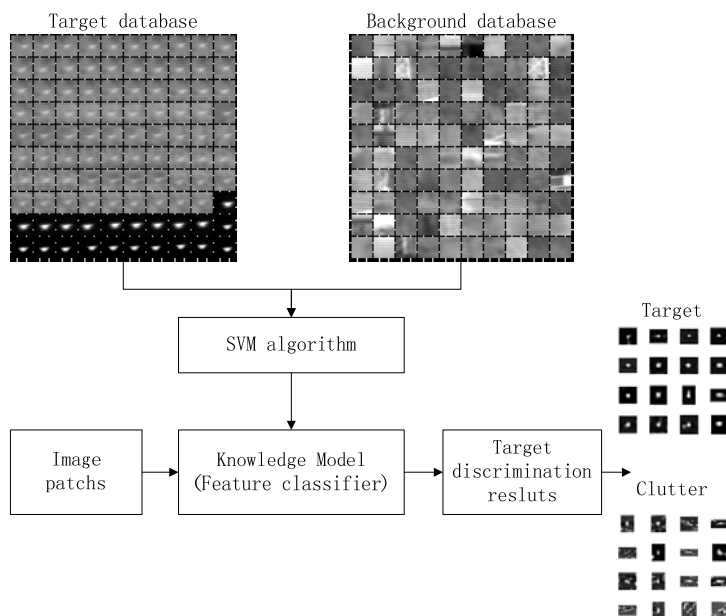 Target database
Background database
SVM algorithm
Target
Image
patchs
Knowledge Model
(Feature classifier)
Target
discrimination
resluts
Clutter